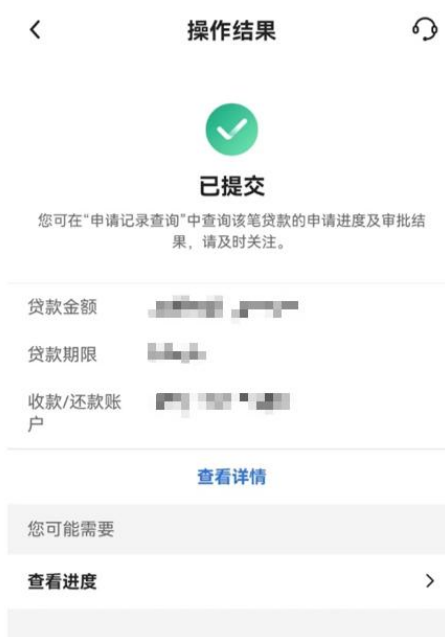 操作结果
已提交
您可在“申请记录查询”中查询该笔贷款的申请进度及审批结
果，请及时关注。
贷款金额
贷款期限
收款/还款账
户
查看详情
您可能需要
查看进度